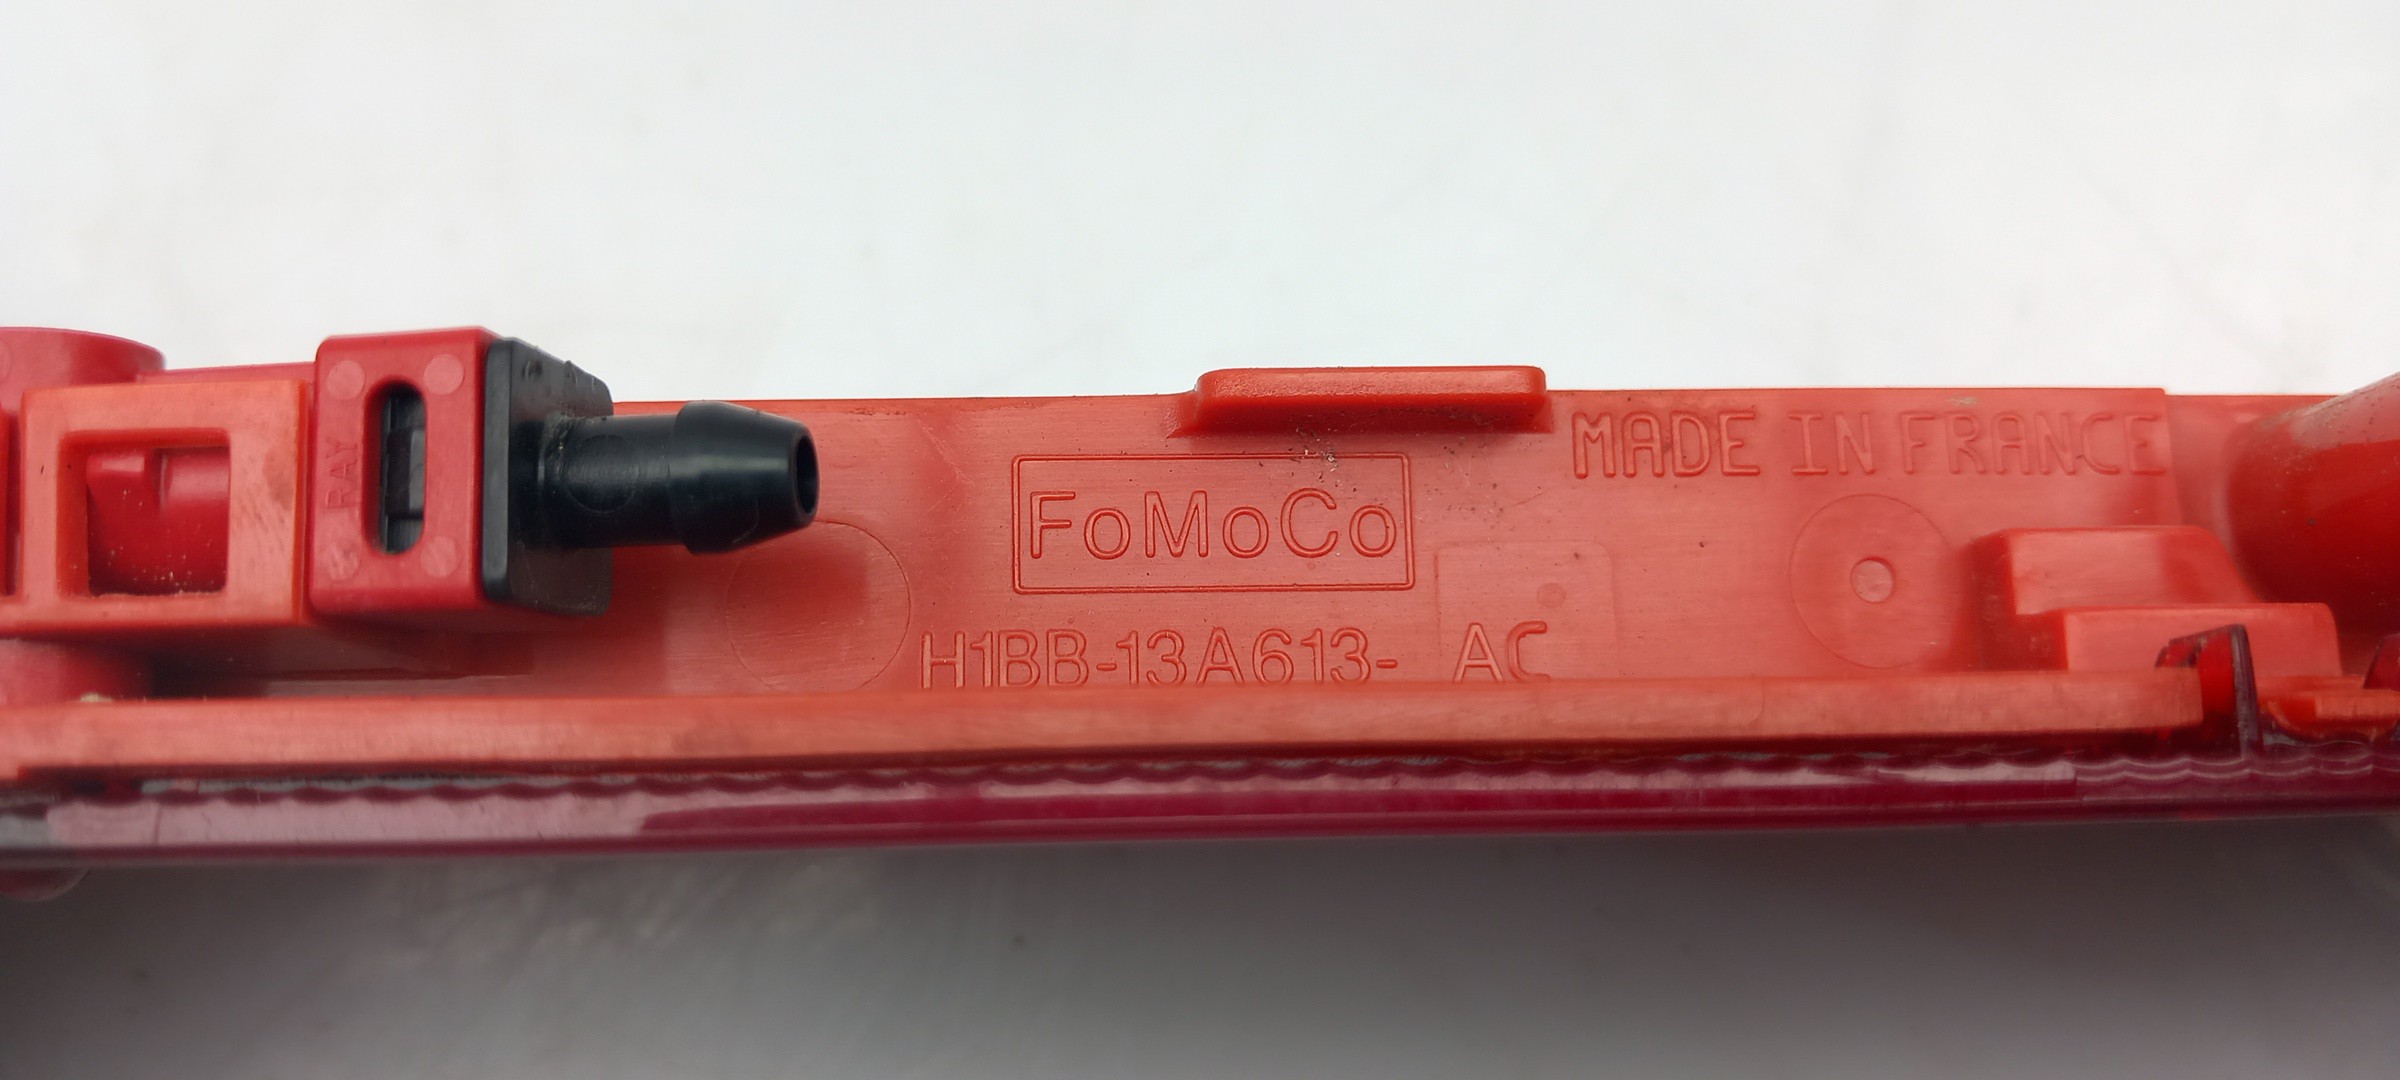 RAY
FoMoCo
MADE IN FRANCE
H1BB-13A613- AC